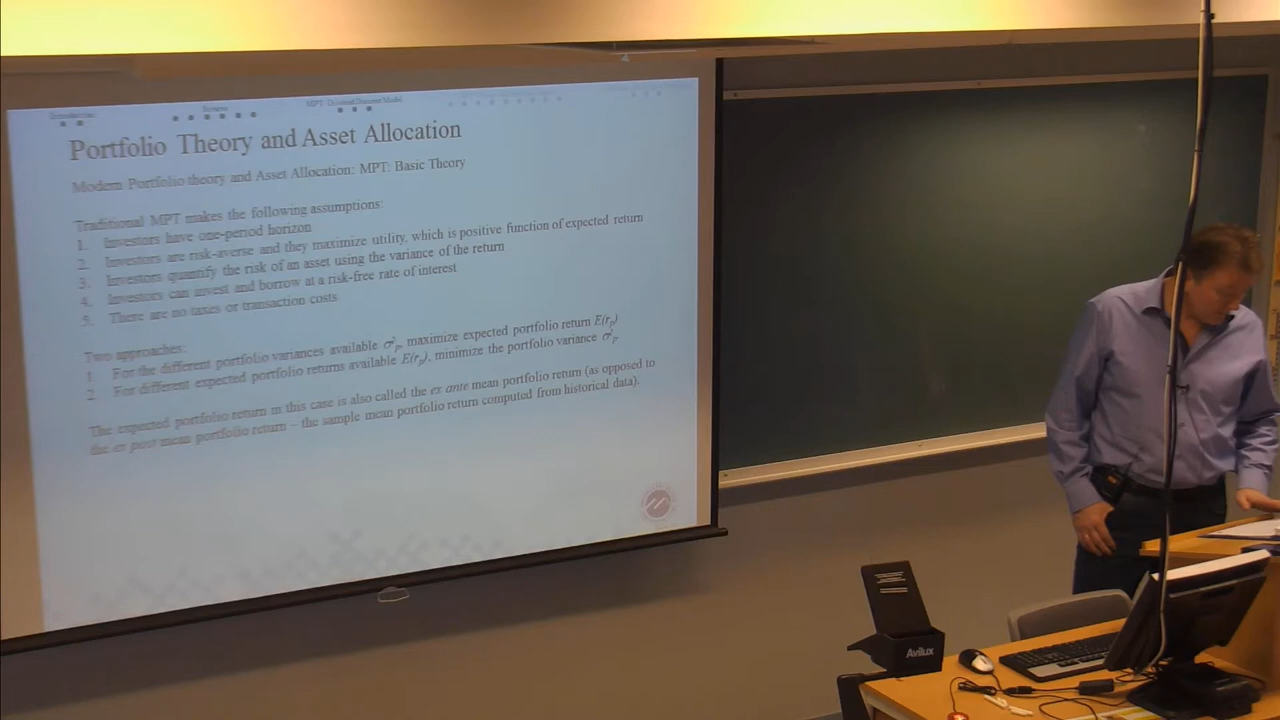 Introduction
Screens
MPT: Dividend Discount Model
Portfolio Theory and Asset Allocation
Modern Portfolio theory and Asset Allocation: MPT: Basic Theory
Traditional MPT makes the following assumptions:
1. Investors have one-period horizon
2. Investors are risk-averse and they maximize utility, which is positive function of expected return
3. Investors quantify the risk of an asset using the variance of the return
4. Investors can invest and borrow at a risk-free rate of interest
5. There are no taxes or transaction costs
Two approaches:
1. For the different portfolio variances available σ²ₚ, maximize expected portfolio return E(rₚ)
2. For different expected portfolio returns available E(rₚ), minimize the portfolio variance σ²ₚ.
The expected portfolio return in this case is also called the ex ante mean portfolio return (as opposed to
the ex post mean portfolio return – the sample mean portfolio return computed from historical data).
Avilux